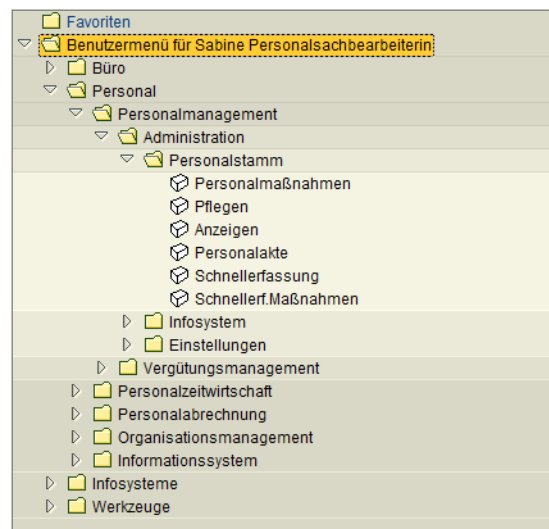 Favoriten
Benutzermenü für Sabine Personalsachbearbeiterin
Büro
Personal
Personalmanagement
Administration
Personalstamm
Personalmaßnahmen
Pflegen
Anzeigen
Personalakte
Schnellerfassung
Schnellerf.Maßnahmen
Infosystem
Einstellungen
Vergütungsmanagement
Personalzeitwirtschaft
Personalabrechnung
Organisationsmanagement
Informationssystem
Infosysteme
Werkzeuge